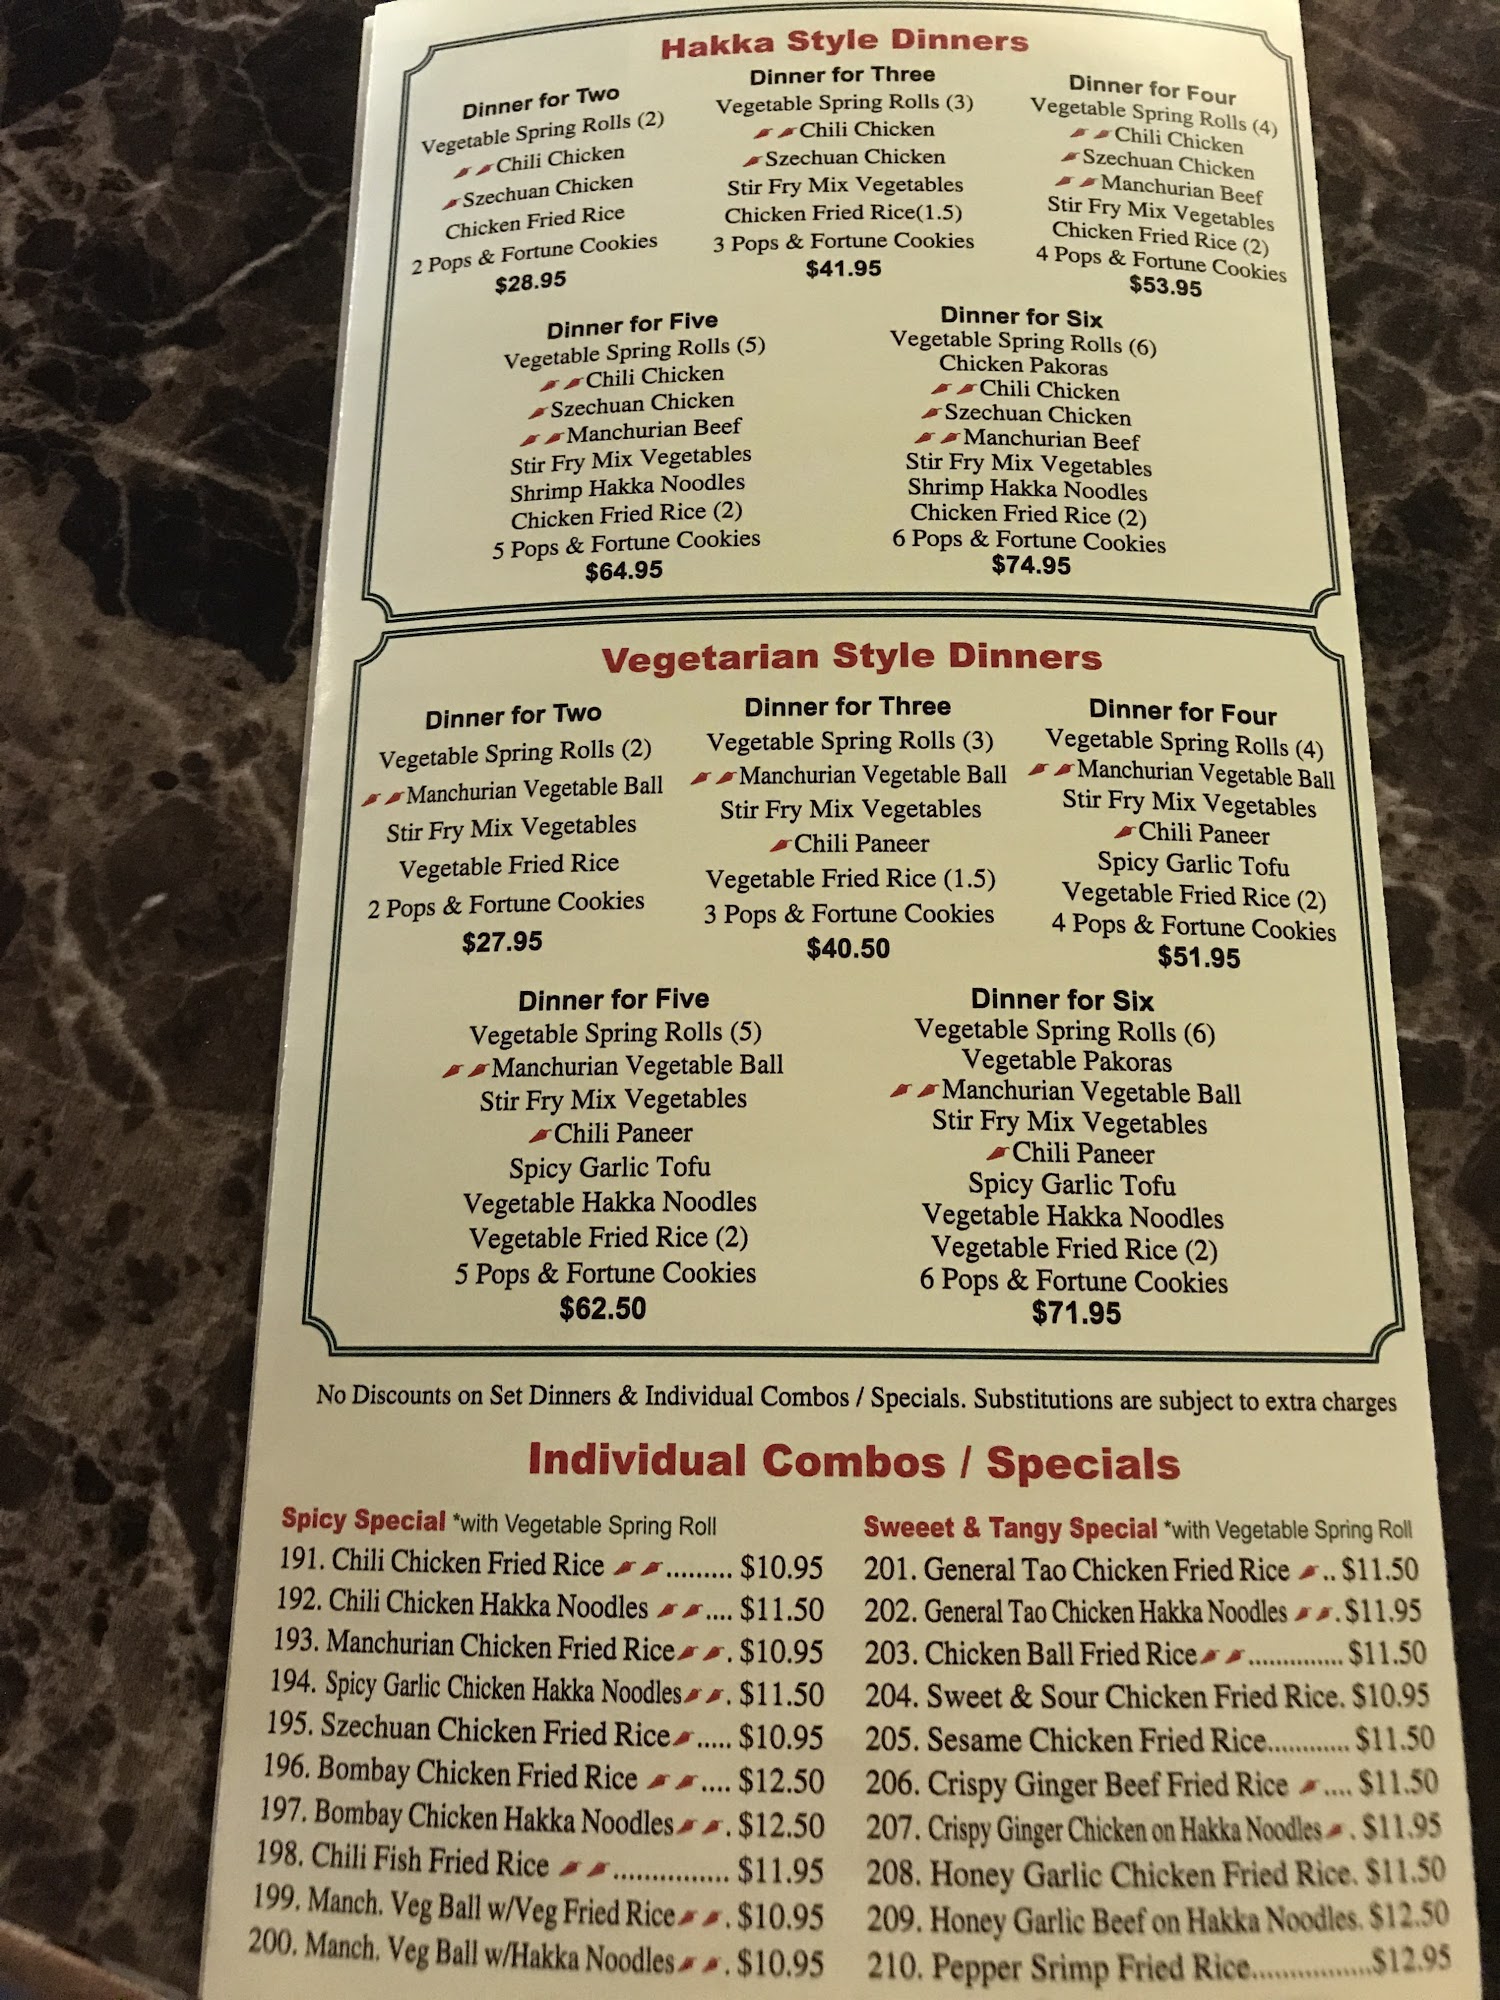 Hakka Style Dinners
Dinner for Two
Vegetable Spring Rolls (2)
Chili Chicken
Szechuan Chicken
Chicken Fried Rice
2 Pops & Fortune Cookies
$28.95
Dinner for Three
Vegetable Spring Rolls (3)
Chili Chicken
Szechuan Chicken
Stir Fry Mix Vegetables
Chicken Fried Rice(1.5)
3 Pops & Fortune Cookies
$41.95
Dinner for Four
Vegetable Spring Rolls (4)
Chili Chicken
Szechuan Chicken
Manchurian Beef
Stir Fry Mix Vegetables
Chicken Fried Rice (2)
4 Pops & Fortune Cookies
$53.95
Dinner for Five
Vegetable Spring Rolls (5)
Chili Chicken
Szechuan Chicken
Manchurian Beef
Stir Fry Mix Vegetables
Shrimp Hakka Noodles
Chicken Fried Rice (2)
5 Pops & Fortune Cookies
$64.95
Dinner for Six
Vegetable Spring Rolls (6)
Chicken Pakoras
Chili Chicken
Szechuan Chicken
Manchurian Beef
Stir Fry Mix Vegetables
Shrimp Hakka Noodles
Chicken Fried Rice (2)
6 Pops & Fortune Cookies
$74.95
Vegetarian Style Dinners
Dinner for Two
Vegetable Spring Rolls (2)
Manchurian Vegetable Ball
Stir Fry Mix Vegetables
Vegetable Fried Rice
2 Pops & Fortune Cookies
$27.95
Dinner for Three
Vegetable Spring Rolls (3)
Manchurian Vegetable Ball
Stir Fry Mix Vegetables
Chili Paneer
Vegetable Fried Rice (1.5)
3 Pops & Fortune Cookies
$40.50
Dinner for Four
Vegetable Spring Rolls (4)
Manchurian Vegetable Ball
Stir Fry Mix Vegetables
Chili Paneer
Spicy Garlic Tofu
Vegetable Fried Rice (2)
4 Pops & Fortune Cookies
$51.95
Dinner for Five
Vegetable Spring Rolls (5)
Manchurian Vegetable Ball
Stir Fry Mix Vegetables
Chili Paneer
Spicy Garlic Tofu
Vegetable Hakka Noodles
Vegetable Fried Rice (2)
5 Pops & Fortune Cookies
$62.50
Dinner for Six
Vegetable Spring Rolls (6)
Vegetable Pakoras
Manchurian Vegetable Ball
Stir Fry Mix Vegetables
Chili Paneer
Spicy Garlic Tofu
Vegetable Hakka Noodles
Vegetable Fried Rice (2)
6 Pops & Fortune Cookies
$71.95
No Discounts on Set Dinners & Individual Combos / Specials. Substitutions are subject to extra charges
Individual Combos / Specials
Spicy Special *with Vegetable Spring Roll
191. Chili Chicken Fried Rice ......... $10.95
192. Chili Chicken Hakka Noodles .... $11.50
193. Manchurian Chicken Fried Rice . $10.95
194. Spicy Garlic Chicken Hakka Noodles . $11.50
195. Szechuan Chicken Fried Rice ..... $10.95
196. Bombay Chicken Fried Rice .... $12.50
197. Bombay Chicken Hakka Noodles . $12.50
198. Chili Fish Fried Rice ............... $11.95
199. Manch. Veg Ball w/Veg Fried Rice . $10.95
200. Manch. Veg Ball w/Hakka Noodles . $10.95
Sweeet & Tangy Special *with Vegetable Spring Roll
201. General Tao Chicken Fried Rice .. $11.50
202. General Tao Chicken Hakka Noodles . $11.95
203. Chicken Ball Fried Rice .............. $11.50
204. Sweet & Sour Chicken Fried Rice. $10.95
205. Sesame Chicken Fried Rice............ $11.50
206. Crispy Ginger Beef Fried Rice .... $11.50
207. Crispy Ginger Chicken on Hakka Noodles . $11.95
208. Honey Garlic Chicken Fried Rice. $11.50
209. Honey Garlic Beef on Hakka Noodles. $12.50
210. Pepper Srimp Fried Rice.................$12.95